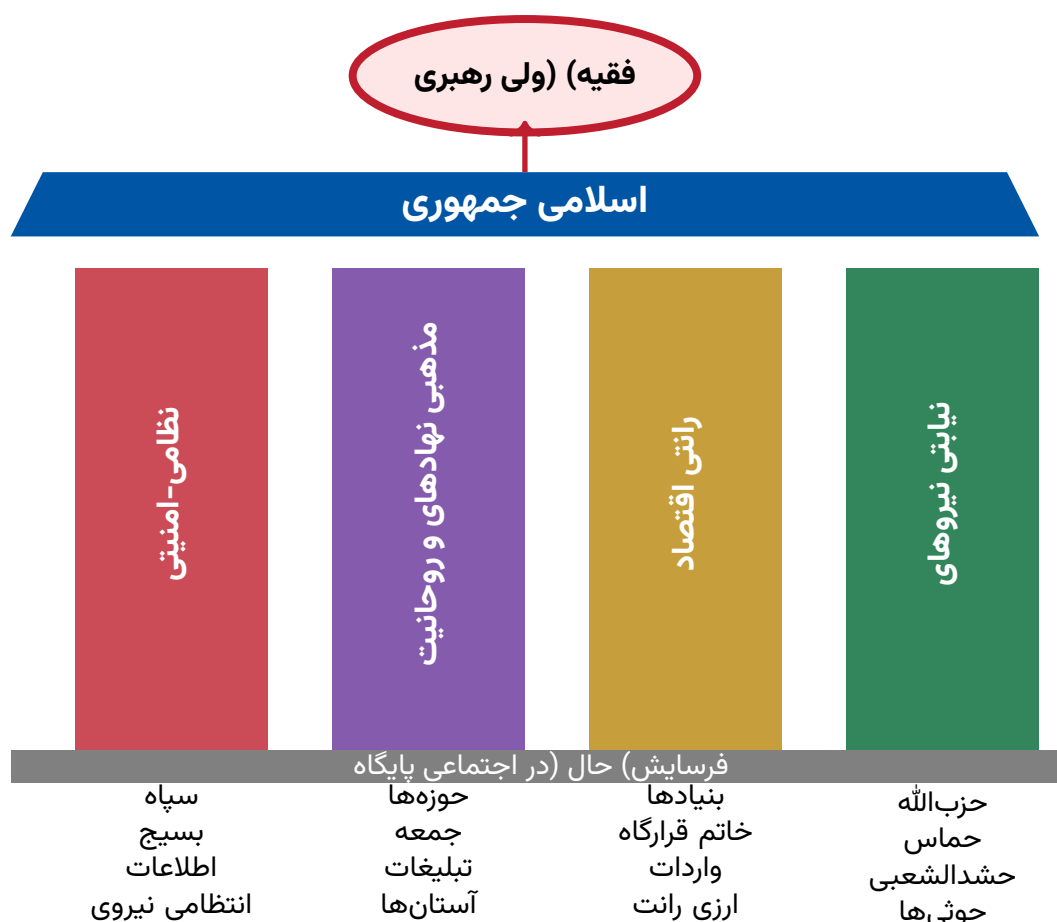 فقیه) (ولی رهبری
اسلامی جمهوری
نظامی-امنیتی
مذهبی نهادهای و روحانیت
رانتی اقتصاد
نیابتی نیروهای
فرسایش) حال (در اجتماعی پایگاه
سپاه
بسیج
اطلاعات
انتظامی نیروی
حوزه‌ها
جمعه
تبلیغات
آستان‌ها
بنیادها
خاتم قرارگاه
واردات
ارزی رانت
حزب‌الله
حماس
حشدالشعبی
حوثی‌ها